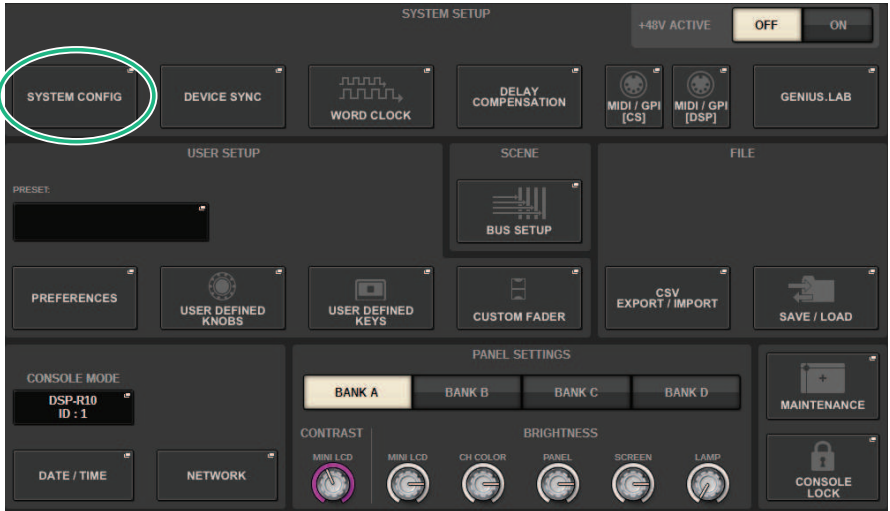 SYSTEM SETUP
+48V ACTIVE
OFF
ON
SYSTEM CONFIG
DEVICE SYNC
WORD CLOCK
DELAY
COMPENSATION
MIDI / GPI
[CS]
MIDI / GPI
[DSP]
GENIUS.LAB
USER SETUP
SCENE
FILE
PRESET:
BUS SETUP
PREFERENCES
USER DEFINED
KNOBS
USER DEFINED
KEYS
CUSTOM FADER
CSV
EXPORT / IMPORT
SAVE / LOAD
CONSOLE MODE
DSP-R10
ID : 1
DATE / TIME
NETWORK
PANEL SETTINGS
BANK A
BANK B
BANK C
BANK D
CONTRAST
BRIGHTNESS
MINI LCD
MINI LCD
CH COLOR
PANEL
SCREEN
LAMP
MAINTENANCE
CONSOLE
LOCK